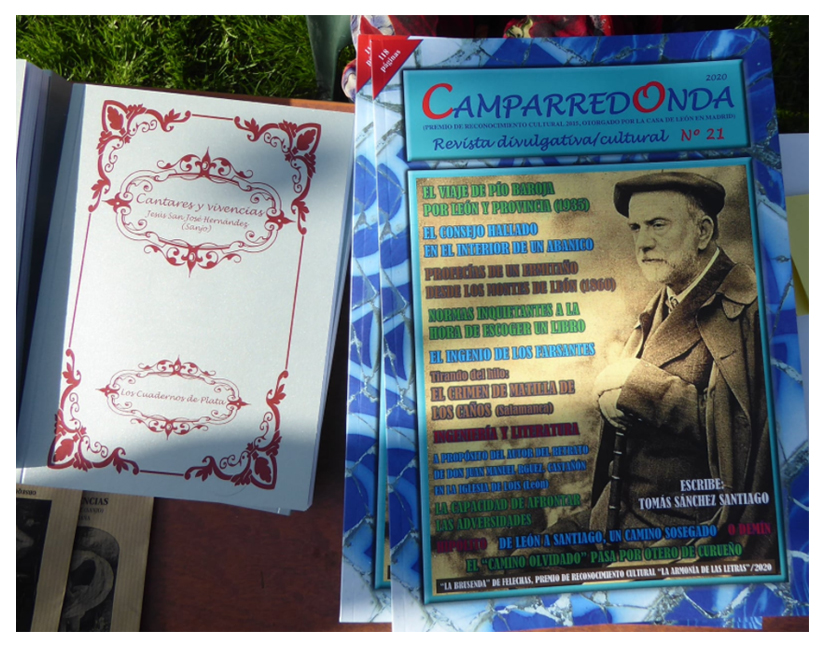 Cantares y vivencias
Jesús San José Hernández
(Sanjo)
Los Cuadernos de Plata
118
páginas
2020
CAMPARREDONDA
(PREMIO DE RECONOCIMIENTO CULTURAL 2015, OTORGADO POR LA CASA DE LEÓN EN MADRID)
Revista divulgativa/cultural Nº 21
EL VIAJE DE PÍO BAROJA
POR LEÓN Y PROVINCIA (1935)
EL CONSEJO HALLADO
EN EL INTERIOR DE UN ABANICO
PROFECÍAS DE UN ERMITAÑO
DESDE LOS MONTES DE LEÓN (1860)
NORMAS INQUIETANTES A LA
HORA DE ESCOGER UN LIBRO
EL INGENIO DE LOS FARSANTES
Tirando del hilo:
EL CRIMEN DE MATILLA DE
LOS CAÑOS (Salamanca)
INGENIERÍA Y LITERATURA
A PROPÓSITO DEL AUTOR DEL RETRATO
DE DON JUAN MANUEL RGUEZ. CASTAÑÓN
EN LA IGLESIA DE LOIS (León)
LA CAPACIDAD DE AFRONTAR
LAS ADVERSIDADES
ESCRIBE:
TOMÁS SÁNCHEZ SANTIAGO
DE LEÓN A SANTIAGO, UN CAMINO SOSEGADO O DEMIN
EL “CAMINO OLVIDADO” PASA POR OTERO DE CURUEÑO
“LA BRESENDA” DE FELECHAS, PREMIO DE RECONOCIMIENTO CULTURAL “LA ARMONÍA DE LAS LETRAS”/2020